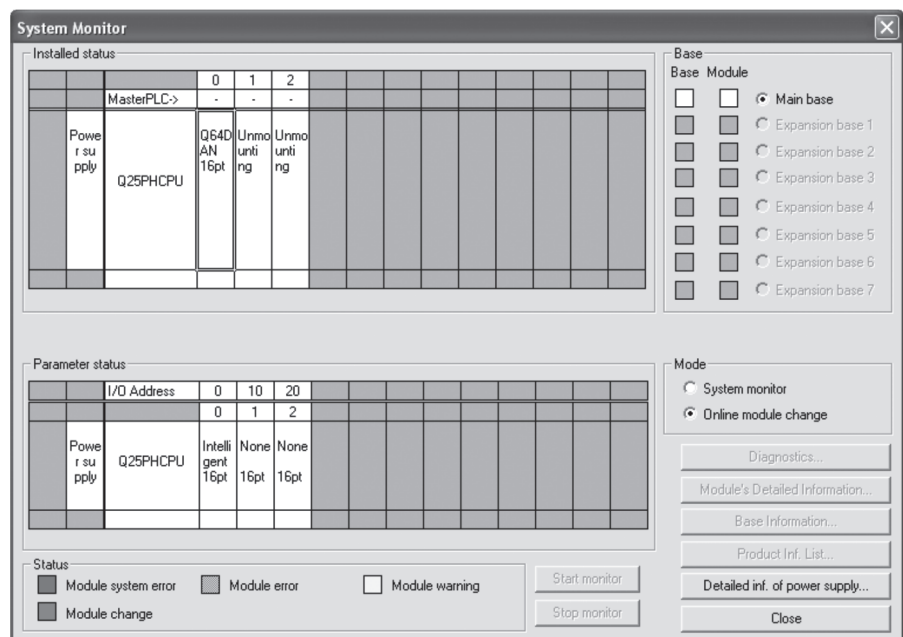 System Monitor
Installed status
0 1 2
MasterPLC-> - - -
Powe
r su
pply
Q25PHCPU
Q64D
AN
16pt
Unmo
unti
ng
Unmo
unti
ng
Base
Base Module
Main base
Expansion base 1
Expansion base 2
Expansion base 3
Expansion base 4
Expansion base 5
Expansion base 6
Expansion base 7
Parameter status
I/O Address 0 10 20
0 1 2
Powe
r su
pply
Q25PHCPU
Intelli
gent
16pt
None
16pt
None
16pt
Mode
System monitor
Online module change
Diagnostics...
Module's Detailed Information...
Base Information...
Product Inf. List...
Detailed inf. of power supply...
Close
Status
Module system error Module error Module warning
Module change
Start monitor
Stop monitor